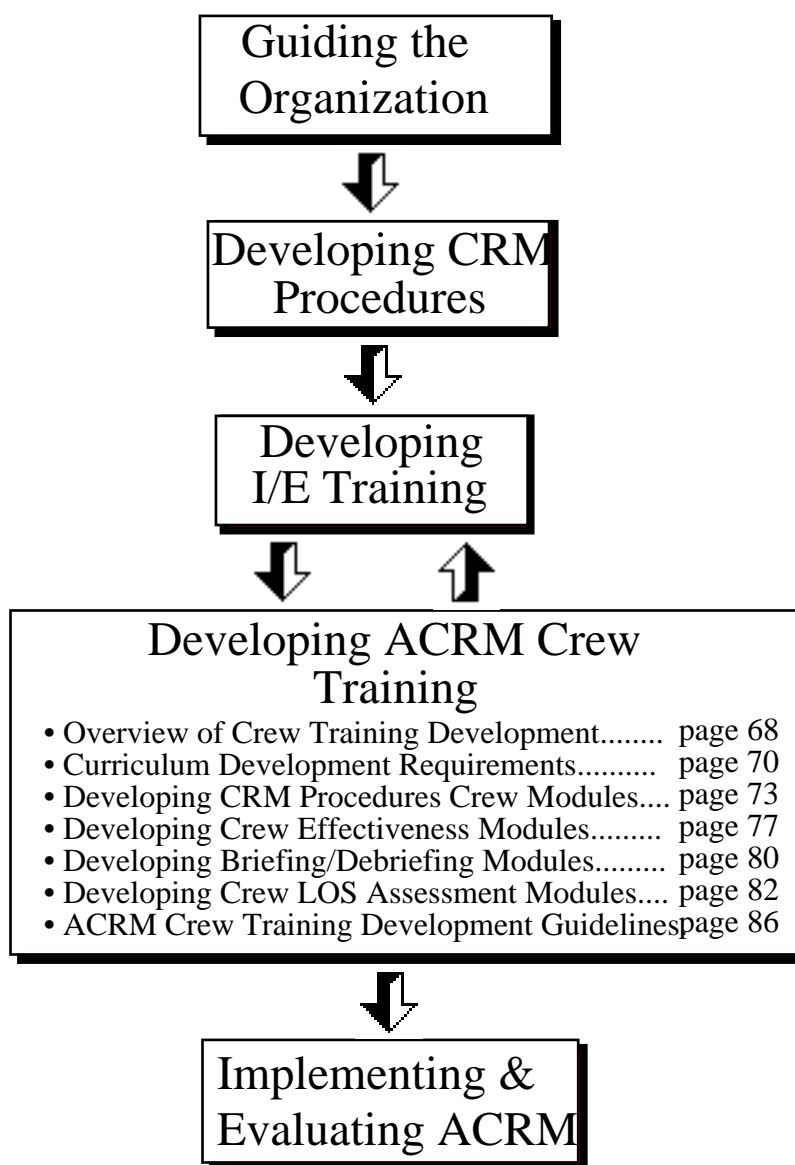 Guiding the
Organization
Developing CRM
Procedures
Developing
I/E Training
Developing ACRM Crew
Training
• Overview of Crew Training Development........ page 68
• Curriculum Development Requirements.......... page 70
• Developing CRM Procedures Crew Modules.... page 73
• Developing Crew Effectiveness Modules......... page 77
• Developing Briefing/Debriefing Modules......... page 80
• Developing Crew LOS Assessment Modules.... page 82
• ACRM Crew Training Development Guidelines page 86
Implementing &
Evaluating ACRM